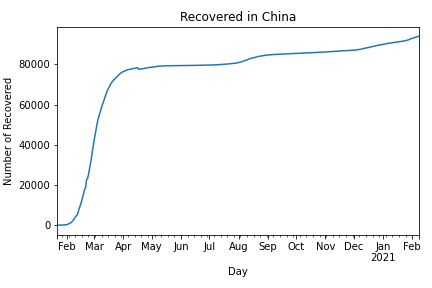 Recovered in China
Number of Recovered
80000
60000
40000
20000
0
Feb Mar Apr May Jun Jul Aug Sep Oct Nov Dec Jan Feb
2021
Day